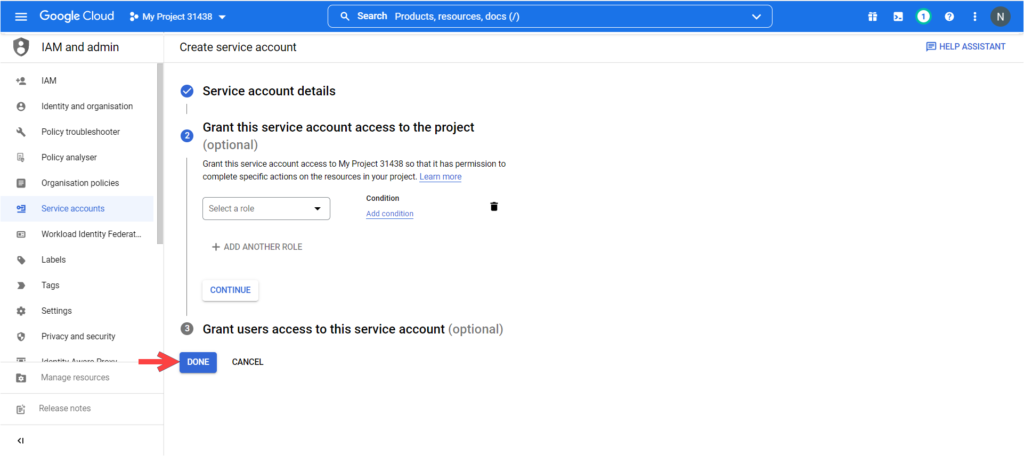 Google Cloud
My Project 31438
Search Products, resources, docs (/)
1
N
IAM and admin
Create service account
HELP ASSISTANT
IAM
Identity and organisation
Policy troubleshooter
Policy analyser
Organisation policies
Service accounts
Workload Identity Federat...
Labels
Tags
Settings
Privacy and security
Identity-Aware Proxy
Manage resources
Release notes
Service account details
2
Grant this service account access to the project
(optional)
Grant this service account access to My Project 31438 so that it has permission to
complete specific actions on the resources in your project. Learn more
Select a role
Condition
Add condition
ADD ANOTHER ROLE
CONTINUE
3
Grant users access to this service account (optional)
DONE
CANCEL